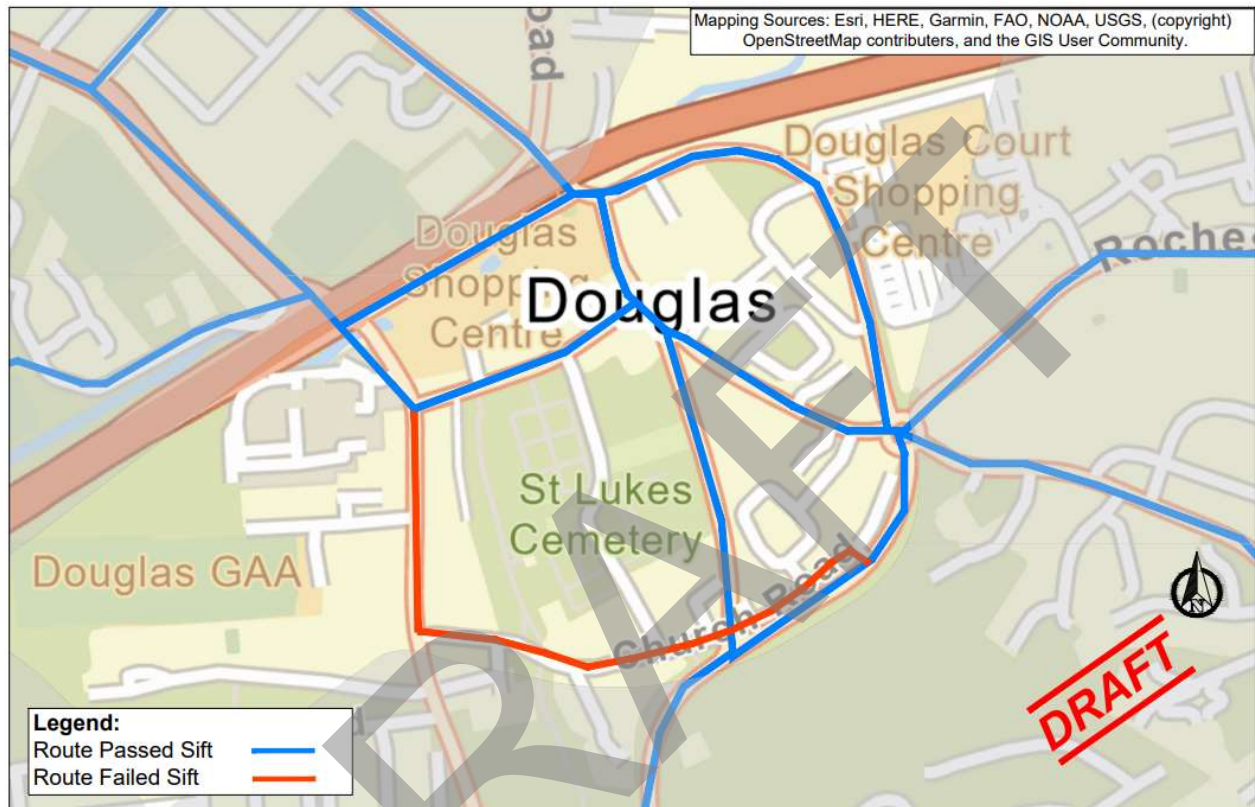 Mapping Sources: Esri, HERE, Garmin, FAO, NOAA, USGS, (copyright)
OpenStreetMap contributers, and the GIS User Community.
oad
Douglas Court
Shopping
Centre
Douglas
Shopping
Centre
Roches
Douglas
St Lukes
Cemetery
Douglas GAA
Church Road
N
DRAFT
DRAFT
Legend:
Route Passed Sift
Route Failed Sift
d